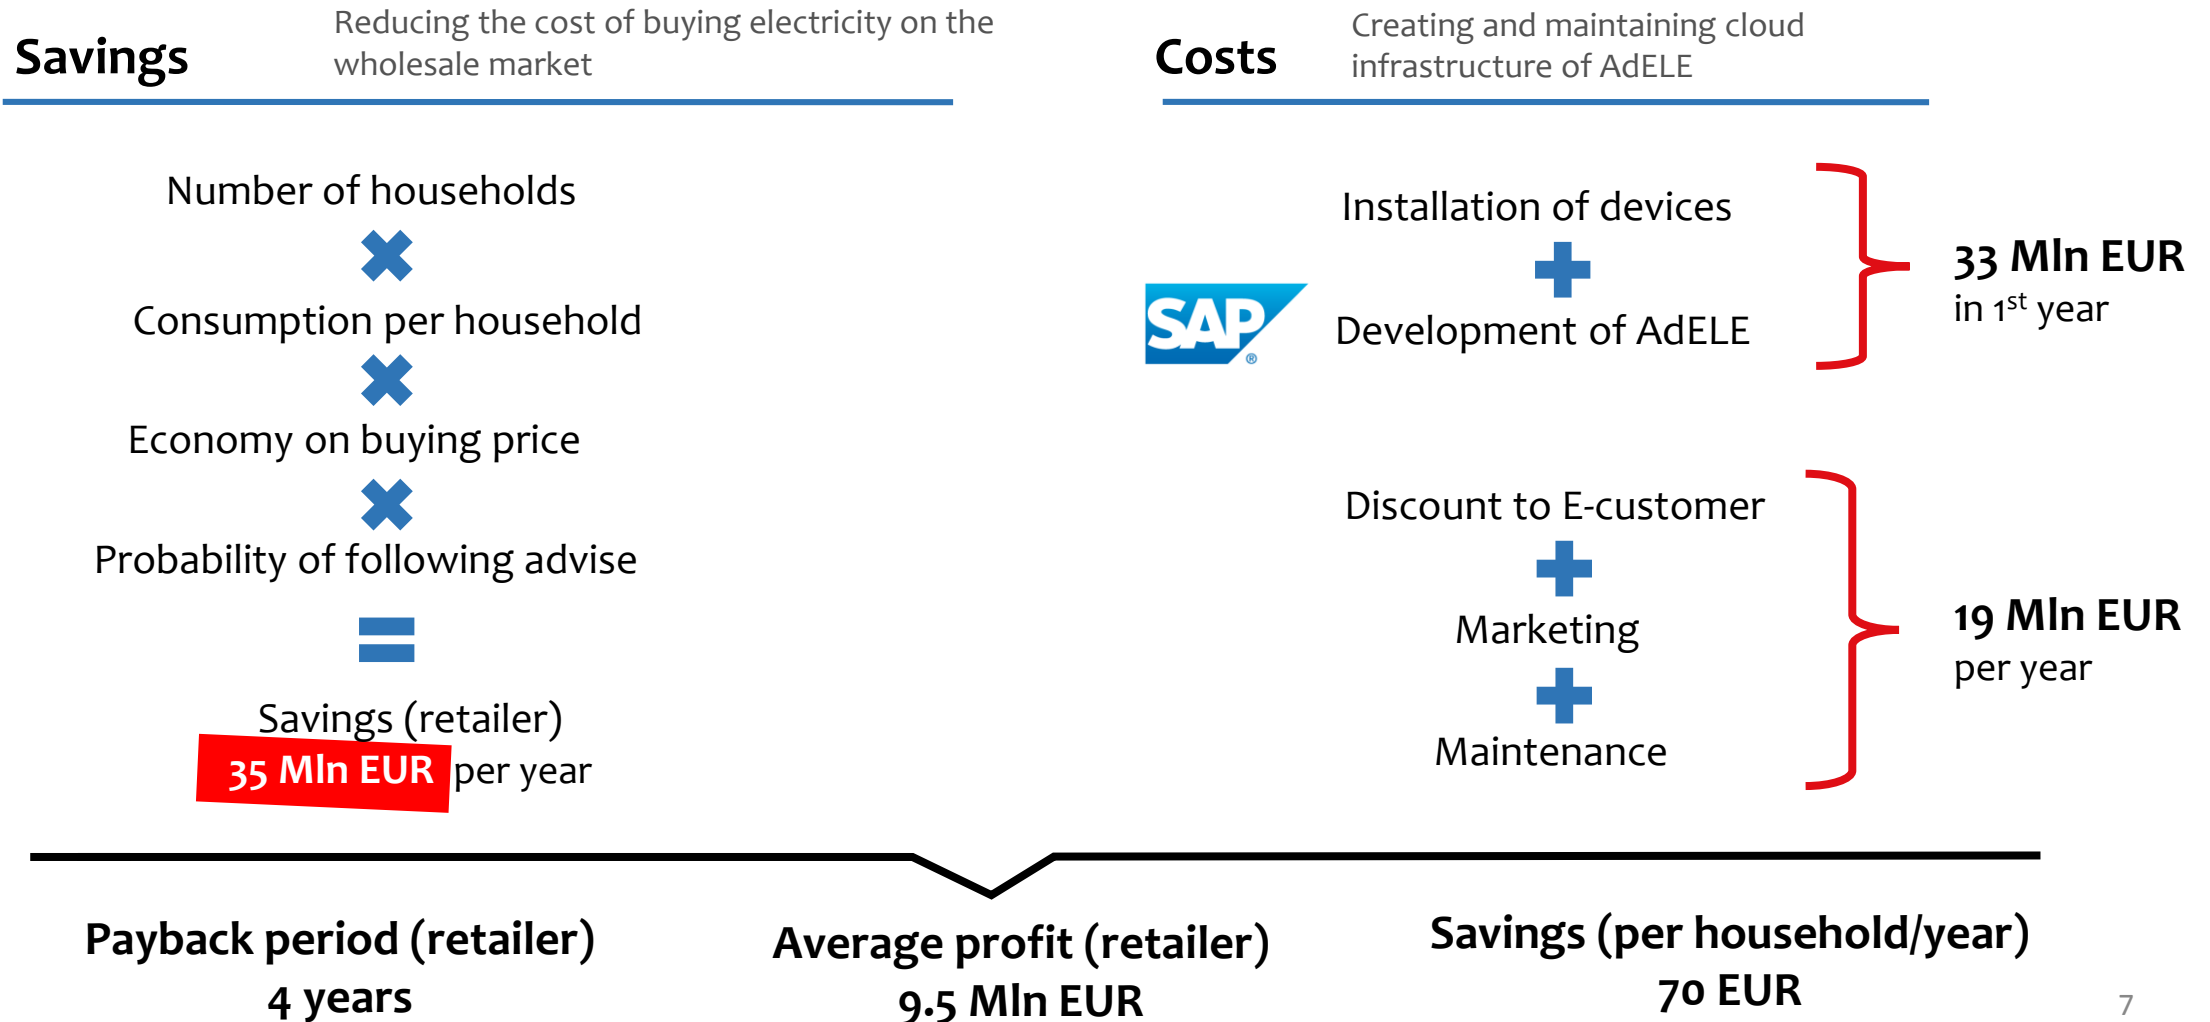 Savings
Reducing the cost of buying electricity on the
wholesale market
Number of households
Consumption per household
Economy on buying price
Probability of following advise
Savings (retailer)
35 Mln EUR per year
Costs
Creating and maintaining cloud
infrastructure of AdELE
Installation of devices
SAP®
Development of AdELE
33 Mln EUR
in 1st year
Discount to E-customer
Marketing
Maintenance
19 Mln EUR
per year
Payback period (retailer)
4 years
Average profit (retailer)
9.5 Mln EUR
Savings (per household/year)
70 EUR
7